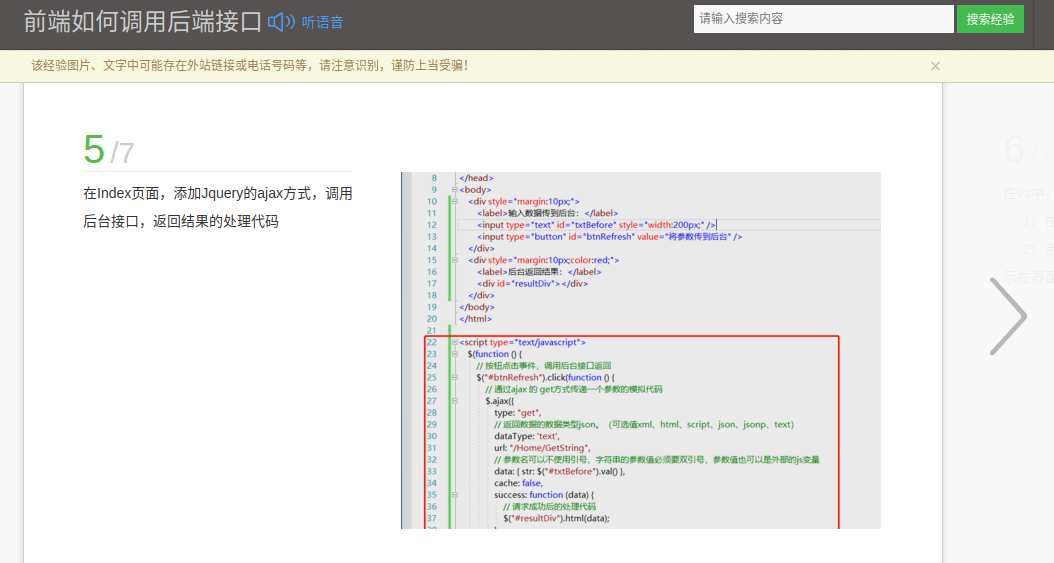 前端如何调用后端接口 听语音
请输入搜索内容 搜索经验
该经验图片、文字中可能存在外站链接或电话号码等，请注意识别，谨防上当受骗！ ×
5 /7
在Index页面，添加Jquery的ajax方式，调用
后台接口，返回结果的处理代码
8 </head>
9 <body>
10 <div style="margin:10px;">
11 <label>输入数据传到后台：</label>
12 <input type="text" id="txtBefore" style="width:200px;" />
13 <input type="button" id="btnRefresh" value="将参数传到后台" />
14 </div>
15 <div style="margin:10px;color:red;">
16 <label>后台返回结果：</label>
17 <div id="resultDiv"></div>
18 </div>
19 </body>
20 </html>
21
22 <script type="text/javascript">
23 $(function () {
24 // 按钮点击事件，调用后台接口返回
25 $("#btnRefresh").click(function () {
26 // 通过ajax 的 get方式传递一个参数的模拟代码
27 $.ajax({
28 type: "get",
29 // 返回数据的数据类型json。（可选值xml、html、script、json、jsonp、text）
30 dataType: 'text',
31 url: "/Home/GetString",
32 // 参数名可以不使用引号，字符串的参数值必须要双引号，参数值也可以是外部的js变量
33 data: { str: $("#txtBefore").val() },
34 cache: false,
35 success: function (data) {
36 // 请求成功后的处理代码
37 $("#resultDiv").html(data);
6 /7
在vs中，
1）在
2）点
示在界面